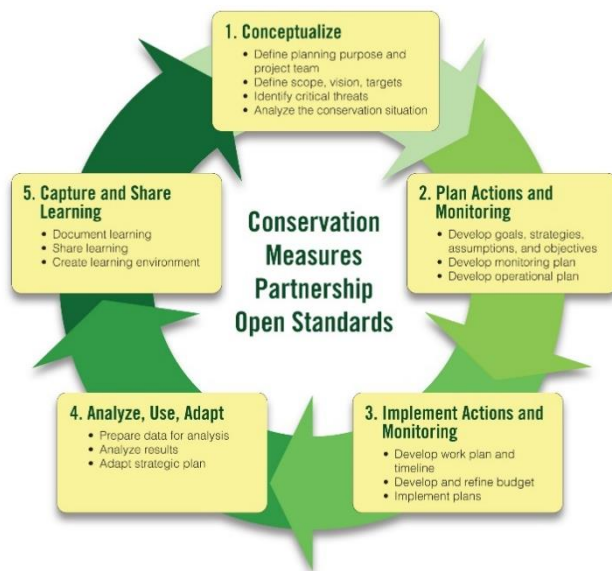 1. Conceptualize
• Define planning purpose and
project team
• Define scope, vision, targets
• Identify critical threats
• Analyze the conservation situation
2. Plan Actions and
Monitoring
• Develop goals, strategies,
assumptions, and objectives
• Develop monitoring plan
• Develop operational plan
3. Implement Actions and
Monitoring
• Develop work plan and
timeline
• Develop and refine budget
• Implement plans
4. Analyze, Use, Adapt
• Prepare data for analysis
• Analyze results
• Adapt strategic plan
5. Capture and Share
Learning
• Document learning
• Share learning
• Create learning environment
Conservation
Measures
Partnership
Open Standards